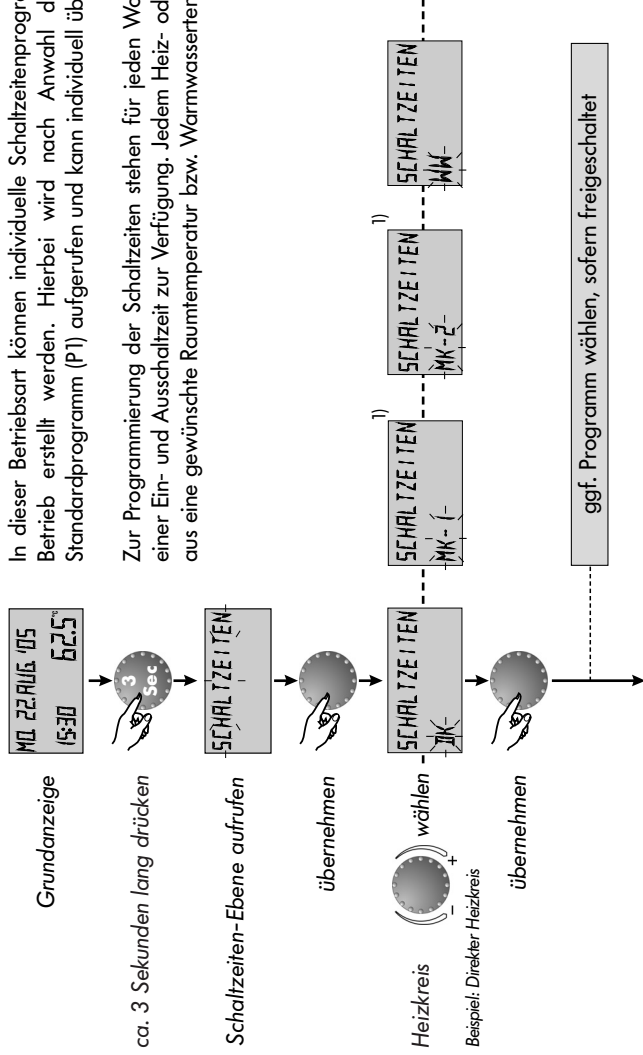 In dieser Betriebsart können individuelle Schaltzeitenprogra
Betrieb erstellt werden. Hierbei wird nach Anwahl d
Standardprogramm (P1) aufgerufen und kann individuell üb
Zur Programmierung der Schaltzeiten stehen für jeden Wo
einer Ein- und Ausschaltzeit zur Verfügung. Jedem Heiz- od
aus eine gewünschte Raumtemperatur bzw. Warmwasserter
Grundanzeige
MO. 22.AUG '05
15:30 62.5°C
ca. 3 Sekunden lang drücken
3
Sec
Schaltzeiten-Ebene aufrufen
SCHALTZEITEN
übernehmen
Heizkreis
– +
wählen
Beispiel: Direkter Heizkreis
SCHALTZEITEN
DK
1)
SCHALTZEITEN
MK-1
1)
SCHALTZEITEN
MK-2
SCHALTZEITEN
WW
übernehmen
ggf. Programm wählen, sofern freigeschaltet